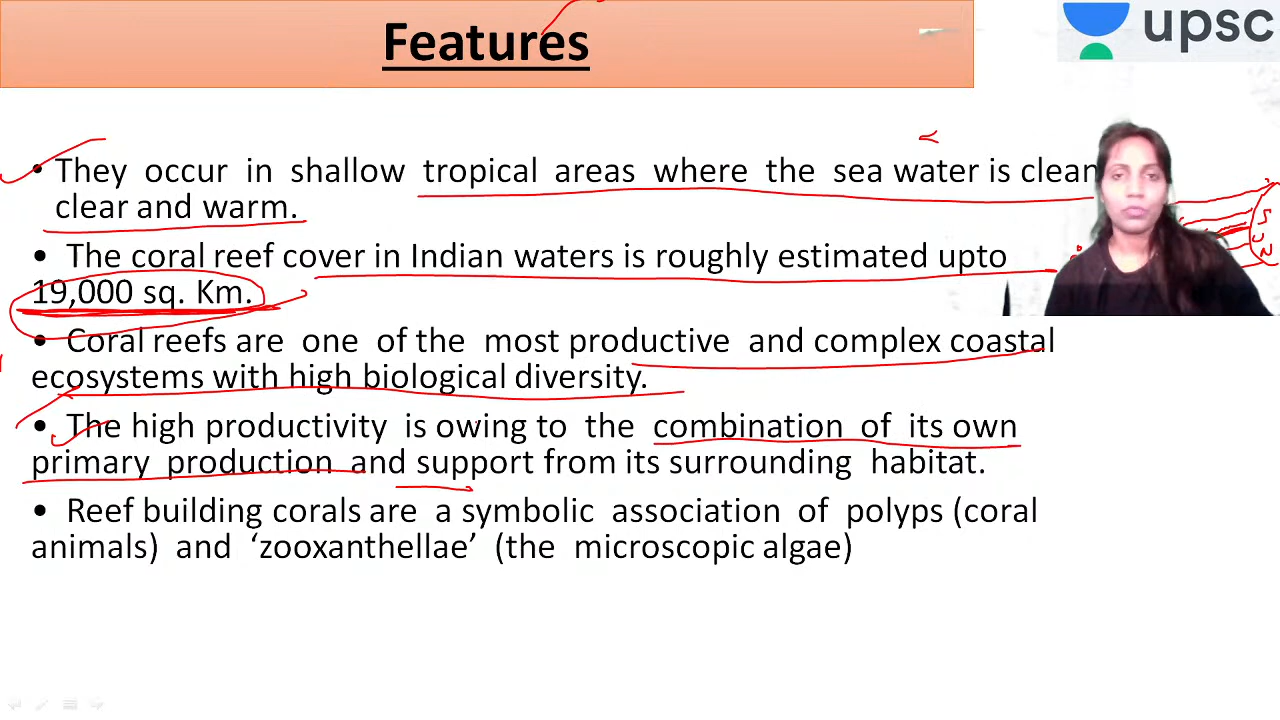 Features
upsc
• They occur in shallow tropical areas where the sea water is clean
clear and warm.
• The coral reef cover in Indian waters is roughly estimated upto
19,000 sq. Km.
• Coral reefs are one of the most productive and complex coastal
ecosystems with high biological diversity.
• The high productivity is owing to the combination of its own
primary production and support from its surrounding habitat.
• Reef building corals are a symbolic association of polyps (coral
animals) and ‘zooxanthellae’ (the microscopic algae)